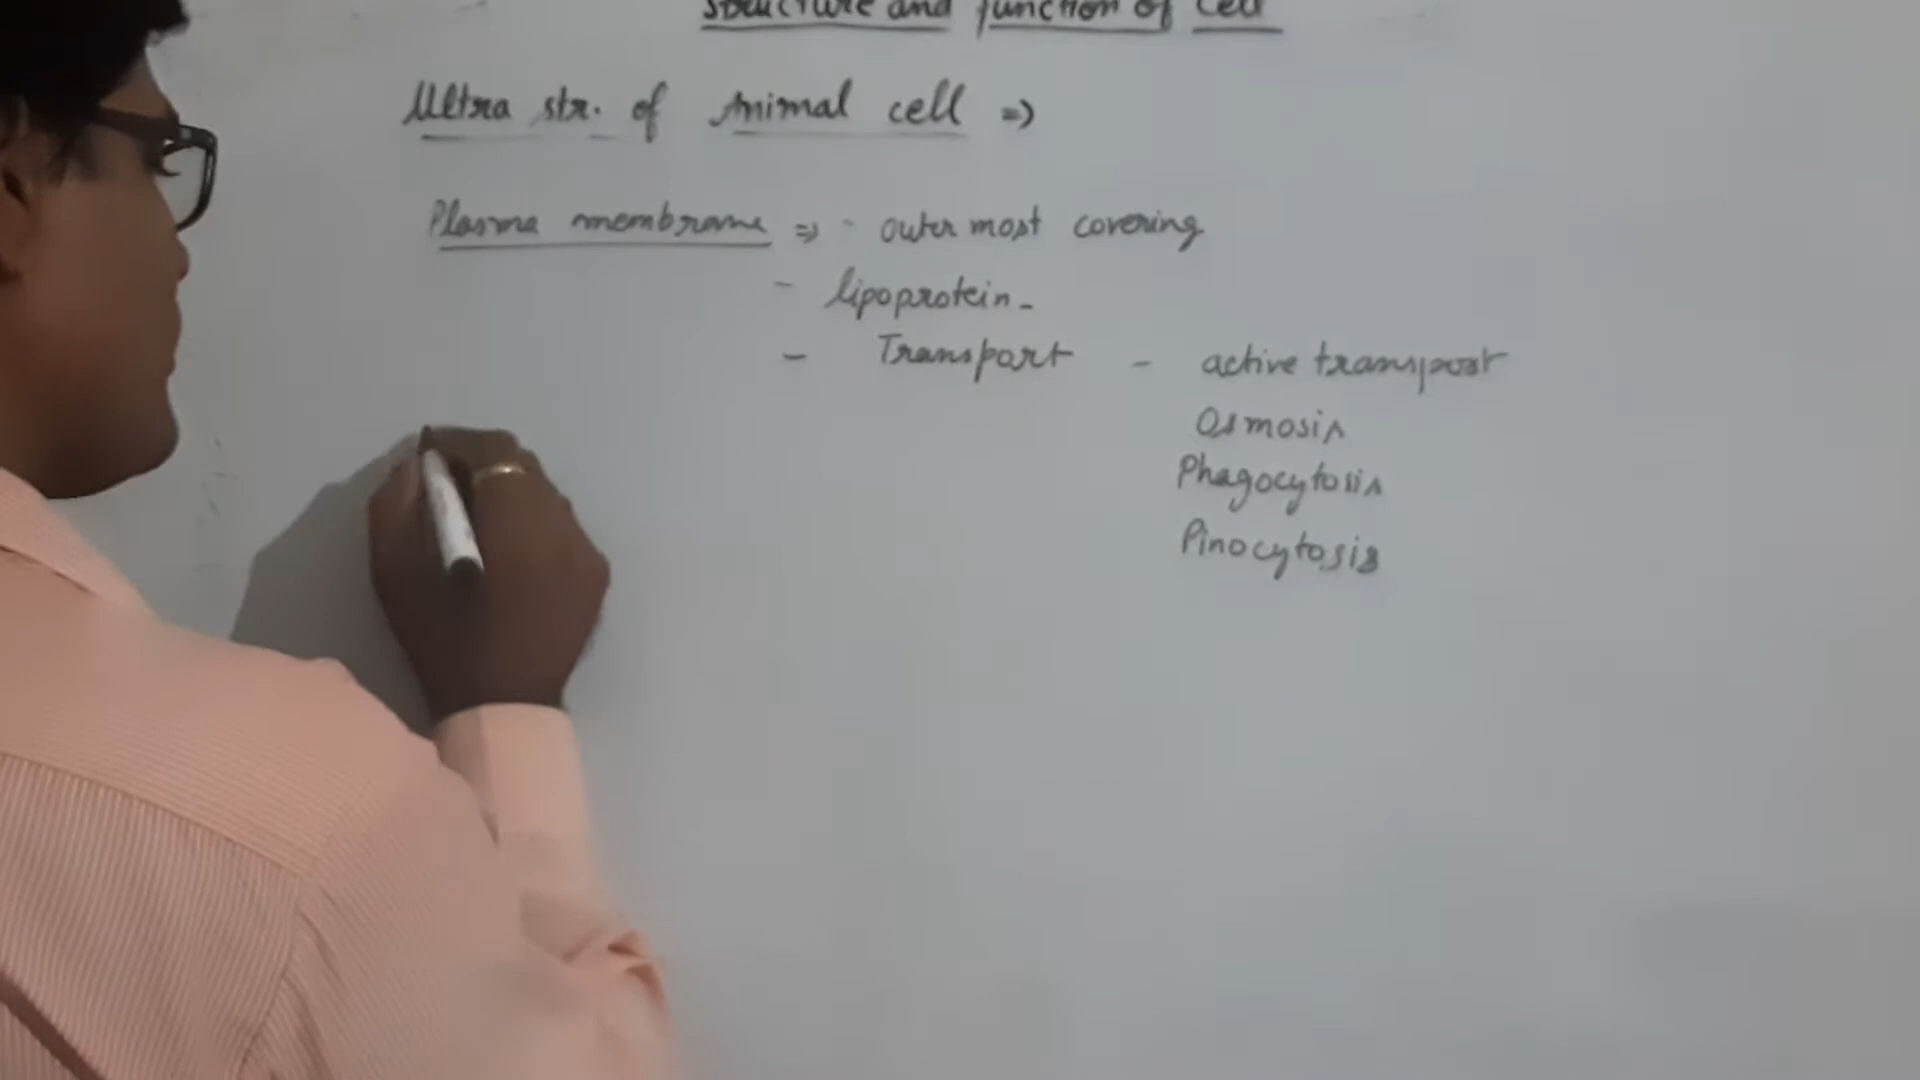 Structure and function of cell
Ultra str. of Animal cell =>
Plasma membrane => - outer most covering
- lipoprotein -
- Transport - active transport
Osmosis
Phagocytosis
Pinocytosis